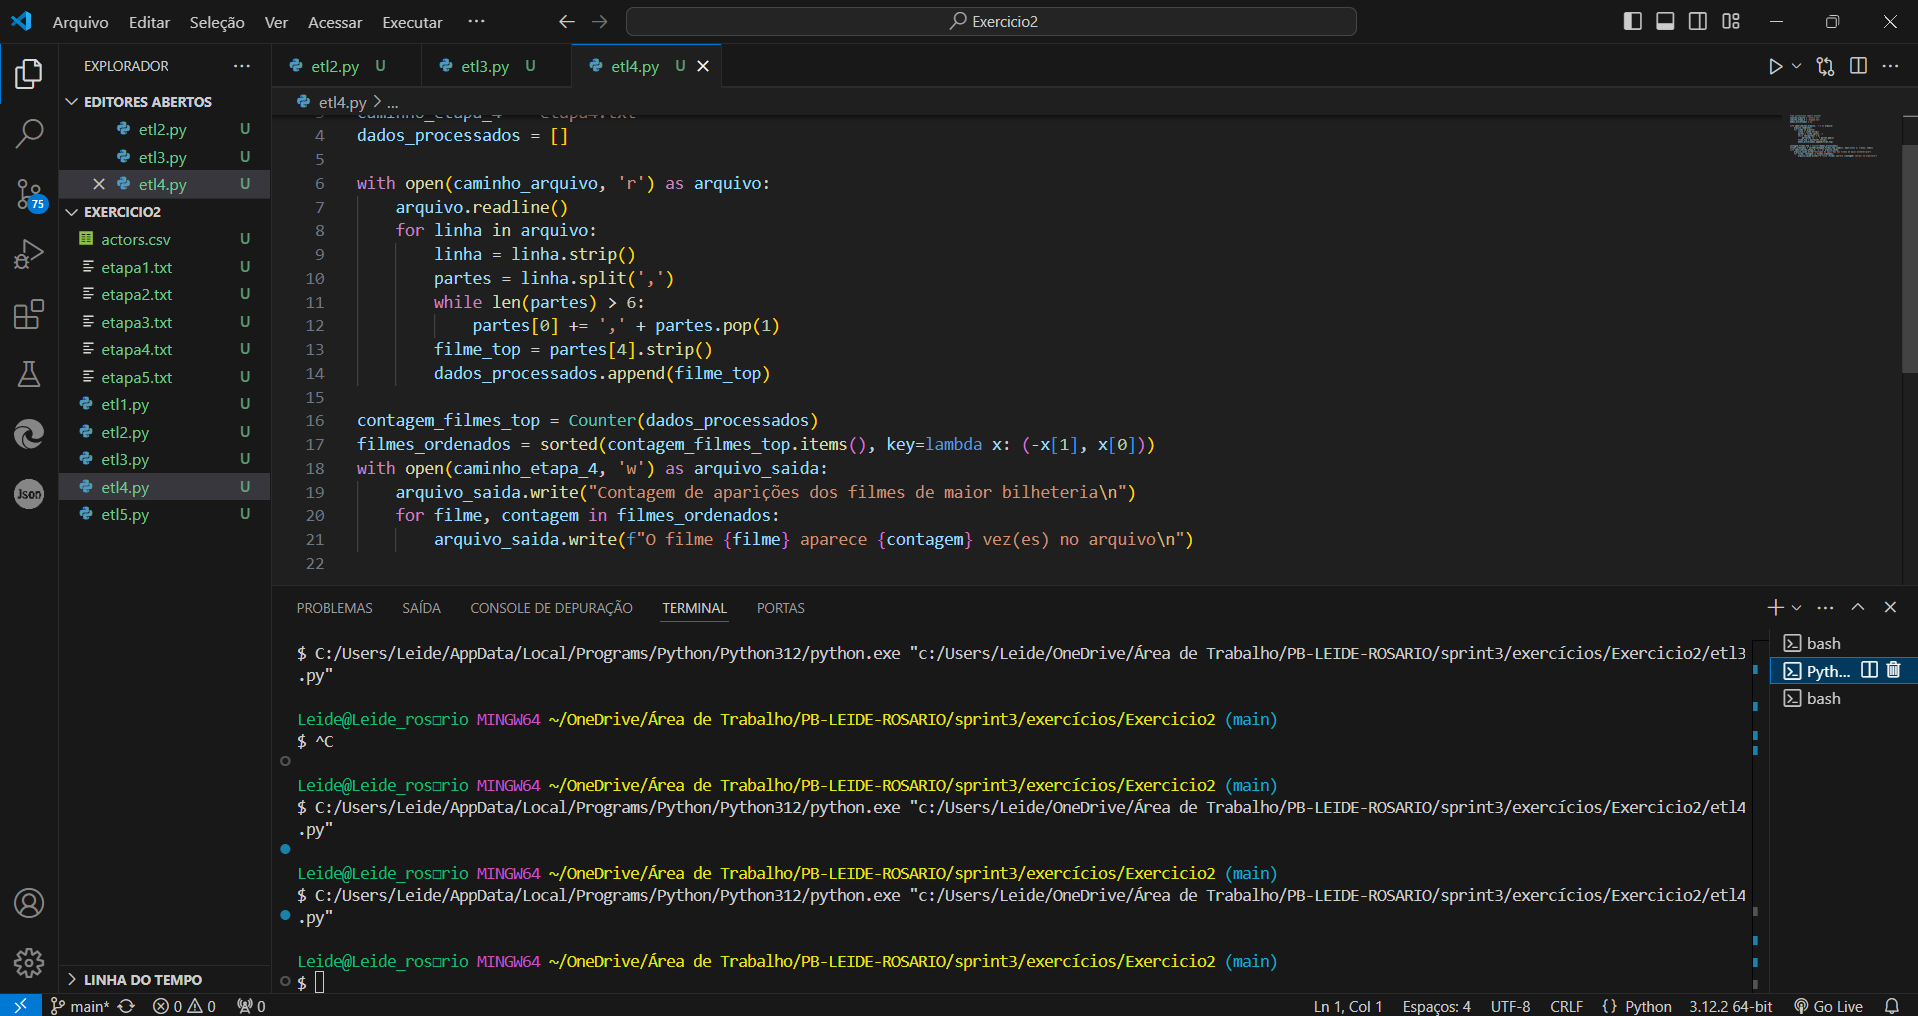 Arquivo Editar Seleção Ver Acessar Executar ··· Exercicio2
EXPLORADOR ···
EDITORES ABERTOS
etl2.py U
etl3.py U
etl4.py U
EXERCICIO2
actors.csv U
etapa1.txt U
etapa2.txt U
etapa3.txt U
etapa4.txt U
etapa5.txt U
etl1.py U
etl2.py U
etl3.py U
etl4.py U
etl5.py U
LINHA DO TEMPO
75
Json
etl2.py U etl3.py U etl4.py U
etl4.py > ...
3 caminho_etapa_4 = 'etapa4.txt'
4 dados_processados = []
5
6 with open(caminho_arquivo, 'r') as arquivo:
7     arquivo.readline()
8     for linha in arquivo:
9         linha = linha.strip()
10         partes = linha.split(',')
11         while len(partes) > 6:
12             partes[0] += ',' + partes.pop(1)
13         filme_top = partes[4].strip()
14         dados_processados.append(filme_top)
15
16 contagem_filmes_top = Counter(dados_processados)
17 filmes_ordenados = sorted(contagem_filmes_top.items(), key=lambda x: (-x[1], x[0]))
18 with open(caminho_etapa_4, 'w') as arquivo_saida:
19     arquivo_saida.write("Contagem de aparições dos filmes de maior bilheteria\n")
20     for filme, contagem in filmes_ordenados:
21         arquivo_saida.write(f"O filme {filme} aparece {contagem} vez(es) no arquivo\n")
22
PROBLEMAS SAÍDA CONSOLE DE DEPURAÇÃO TERMINAL PORTAS
$ C:/Users/Leide/AppData/Local/Programs/Python/Python312/python.exe "c:/Users/Leide/OneDrive/Área de Trabalho/PB-LEIDE-ROSARIO/sprint3/exercícios/Exercicio2/etl3
.py"
Leide@Leide_ros□rio MINGW64 ~/OneDrive/Área de Trabalho/PB-LEIDE-ROSARIO/sprint3/exercícios/Exercicio2 (main)
$ ^C
Leide@Leide_ros□rio MINGW64 ~/OneDrive/Área de Trabalho/PB-LEIDE-ROSARIO/sprint3/exercícios/Exercicio2 (main)
$ C:/Users/Leide/AppData/Local/Programs/Python/Python312/python.exe "c:/Users/Leide/OneDrive/Área de Trabalho/PB-LEIDE-ROSARIO/sprint3/exercícios/Exercicio2/etl4
.py"
Leide@Leide_ros□rio MINGW64 ~/OneDrive/Área de Trabalho/PB-LEIDE-ROSARIO/sprint3/exercícios/Exercicio2 (main)
$ C:/Users/Leide/AppData/Local/Programs/Python/Python312/python.exe "c:/Users/Leide/OneDrive/Área de Trabalho/PB-LEIDE-ROSARIO/sprint3/exercícios/Exercicio2/etl4
.py"
Leide@Leide_ros□rio MINGW64 ~/OneDrive/Área de Trabalho/PB-LEIDE-ROSARIO/sprint3/exercícios/Exercicio2 (main)
$
bash
Pyth...
bash
main* 0 0 0 Ln 1, Col 1 Espaços: 4 UTF-8 CRLF {} Python 3.12.2 64-bit Go Live